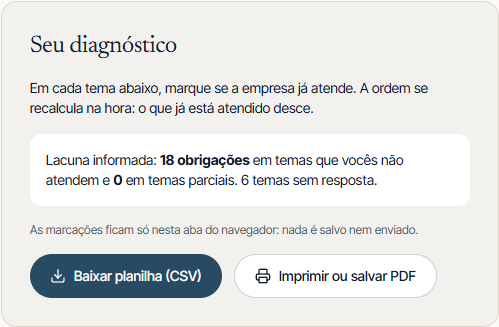 Seu diagnóstico
Em cada tema abaixo, marque se a empresa já atende. A ordem se
recalcula na hora: o que já está atendido desce.
Lacuna informada: 18 obrigações em temas que vocês não
atendem e 0 em temas parciais. 6 temas sem resposta.
As marcações ficam só nesta aba do navegador: nada é salvo nem enviado.
Baixar planilha (CSV)
Imprimir ou salvar PDF